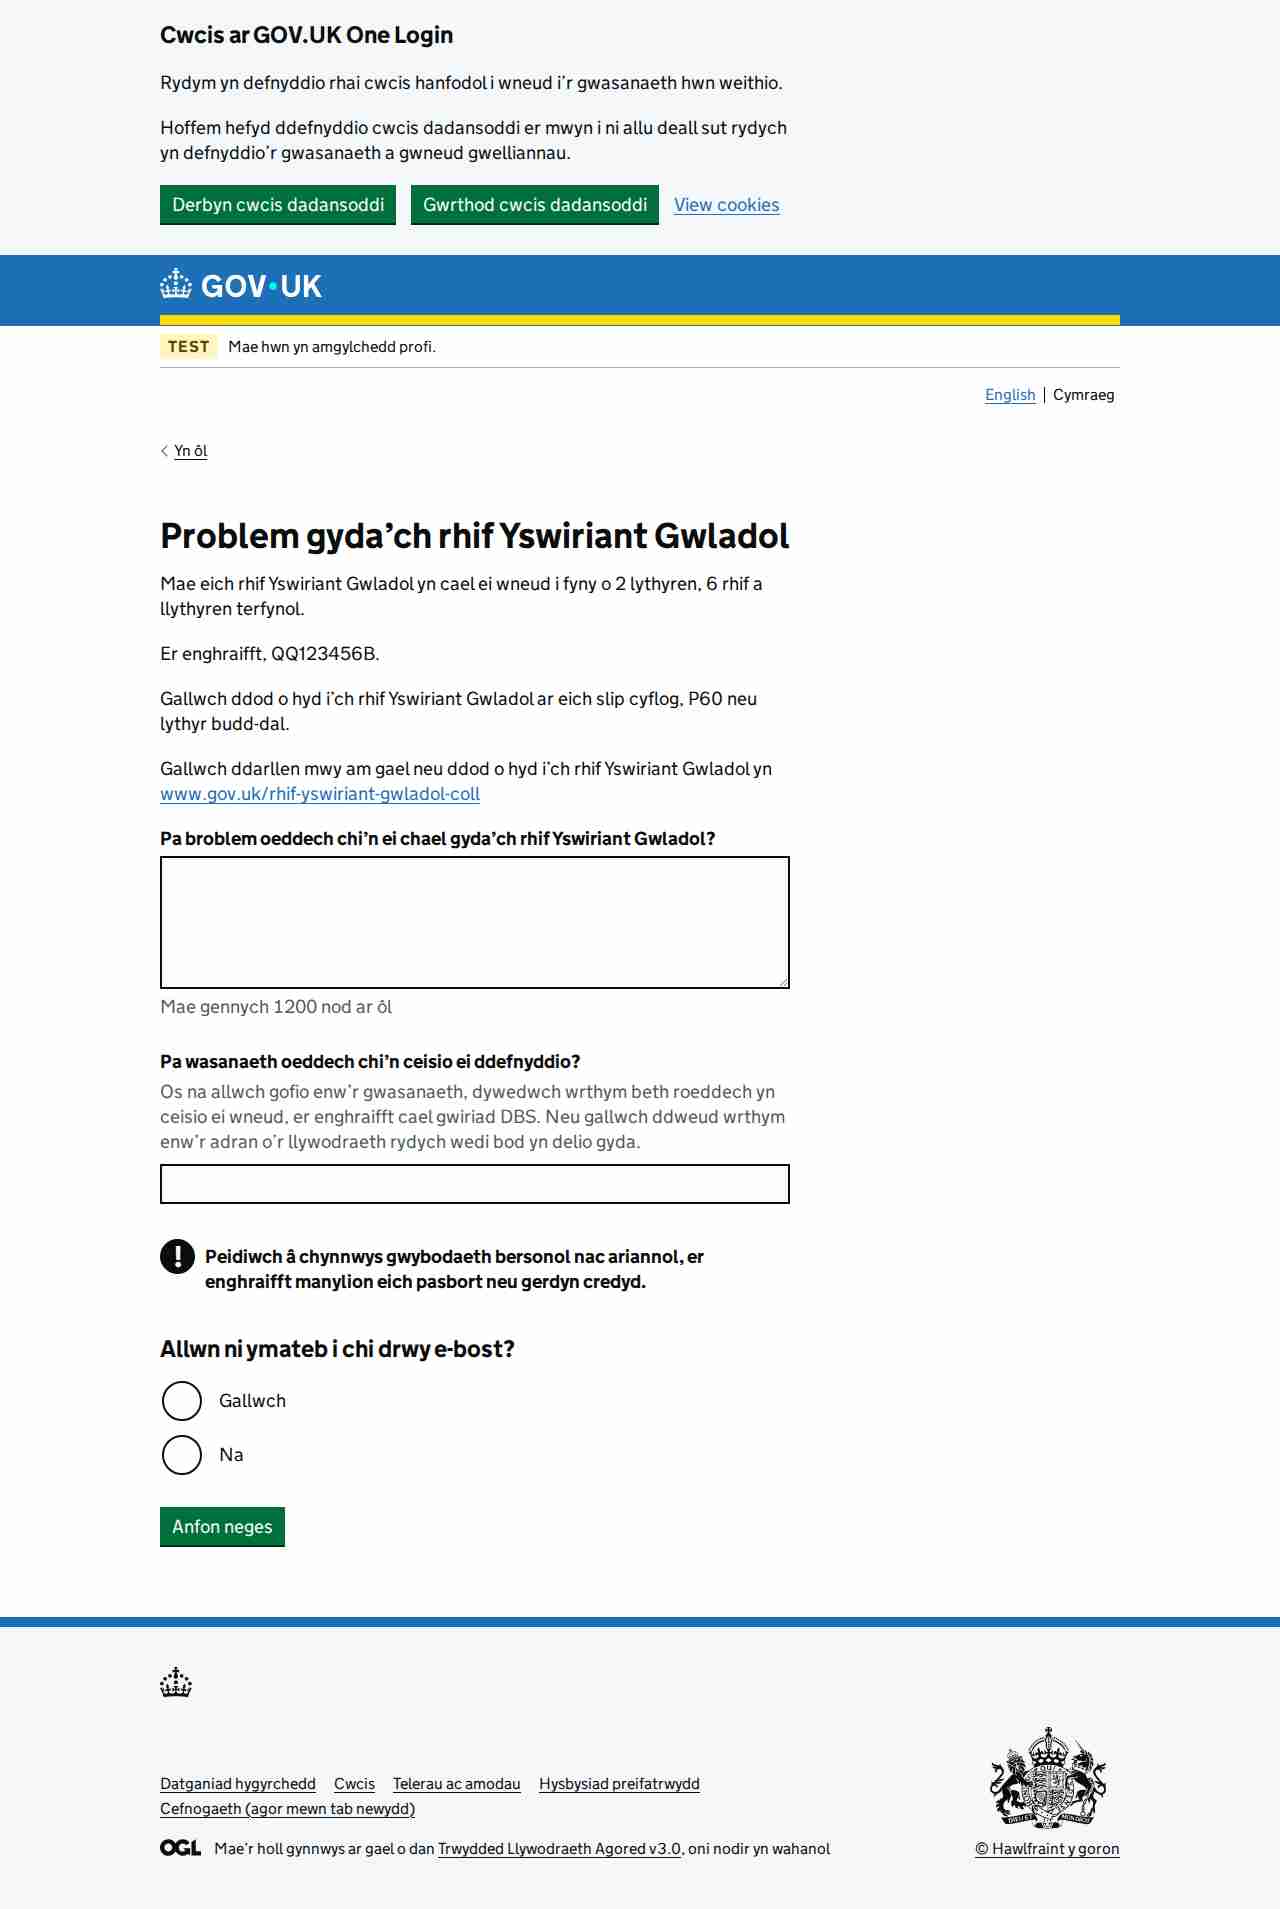 Cwcis ar GOV.UK One Login
Rydym yn defnyddio rhai cwcis hanfodol i wneud i’r gwasanaeth hwn weithio.
Hoffem hefyd ddefnyddio cwcis dadansoddi er mwyn i ni allu deall sut rydych
yn defnyddio’r gwasanaeth a gwneud gwelliannau.
Derbyn cwcis dadansoddi Gwrthod cwcis dadansoddi View cookies
GOV·UK
TEST Mae hwn yn amgylchedd profi.
English | Cymraeg
Yn ôl
Problem gyda’ch rhif Yswiriant Gwladol
Mae eich rhif Yswiriant Gwladol yn cael ei wneud i fyny o 2 lythyren, 6 rhif a
llythyren terfynol.
Er enghraifft, QQ123456B.
Gallwch ddod o hyd i’ch rhif Yswiriant Gwladol ar eich slip cyflog, P60 neu
lythyr budd-dal.
Gallwch ddarllen mwy am gael neu ddod o hyd i’ch rhif Yswiriant Gwladol yn
www.gov.uk/rhif-yswiriant-gwladol-coll
Pa broblem oeddech chi’n ei chael gyda’ch rhif Yswiriant Gwladol?
Mae gennych 1200 nod ar ôl
Pa wasanaeth oeddech chi’n ceisio ei ddefnyddio?
Os na allwch gofio enw’r gwasanaeth, dywedwch wrthym beth roeddech yn
ceisio ei wneud, er enghraifft cael gwiriad DBS. Neu gallwch ddweud wrthym
enw’r adran o’r llywodraeth rydych wedi bod yn delio gyda.
! Peidiwch â chynnwys gwybodaeth bersonol nac ariannol, er
enghraifft manylion eich pasbort neu gerdyn credyd.
Allwn ni ymateb i chi drwy e-bost?
Gallwch
Na
Anfon neges
Datganiad hygyrchedd Cwcis Telerau ac amodau Hysbysiad preifatrwydd
Cefnogaeth (agor mewn tab newydd)
OGL Mae’r holl gynnwys ar gael o dan Trwydded Llywodraeth Agored v3.0, oni nodir yn wahanol
© Hawlfraint y goron